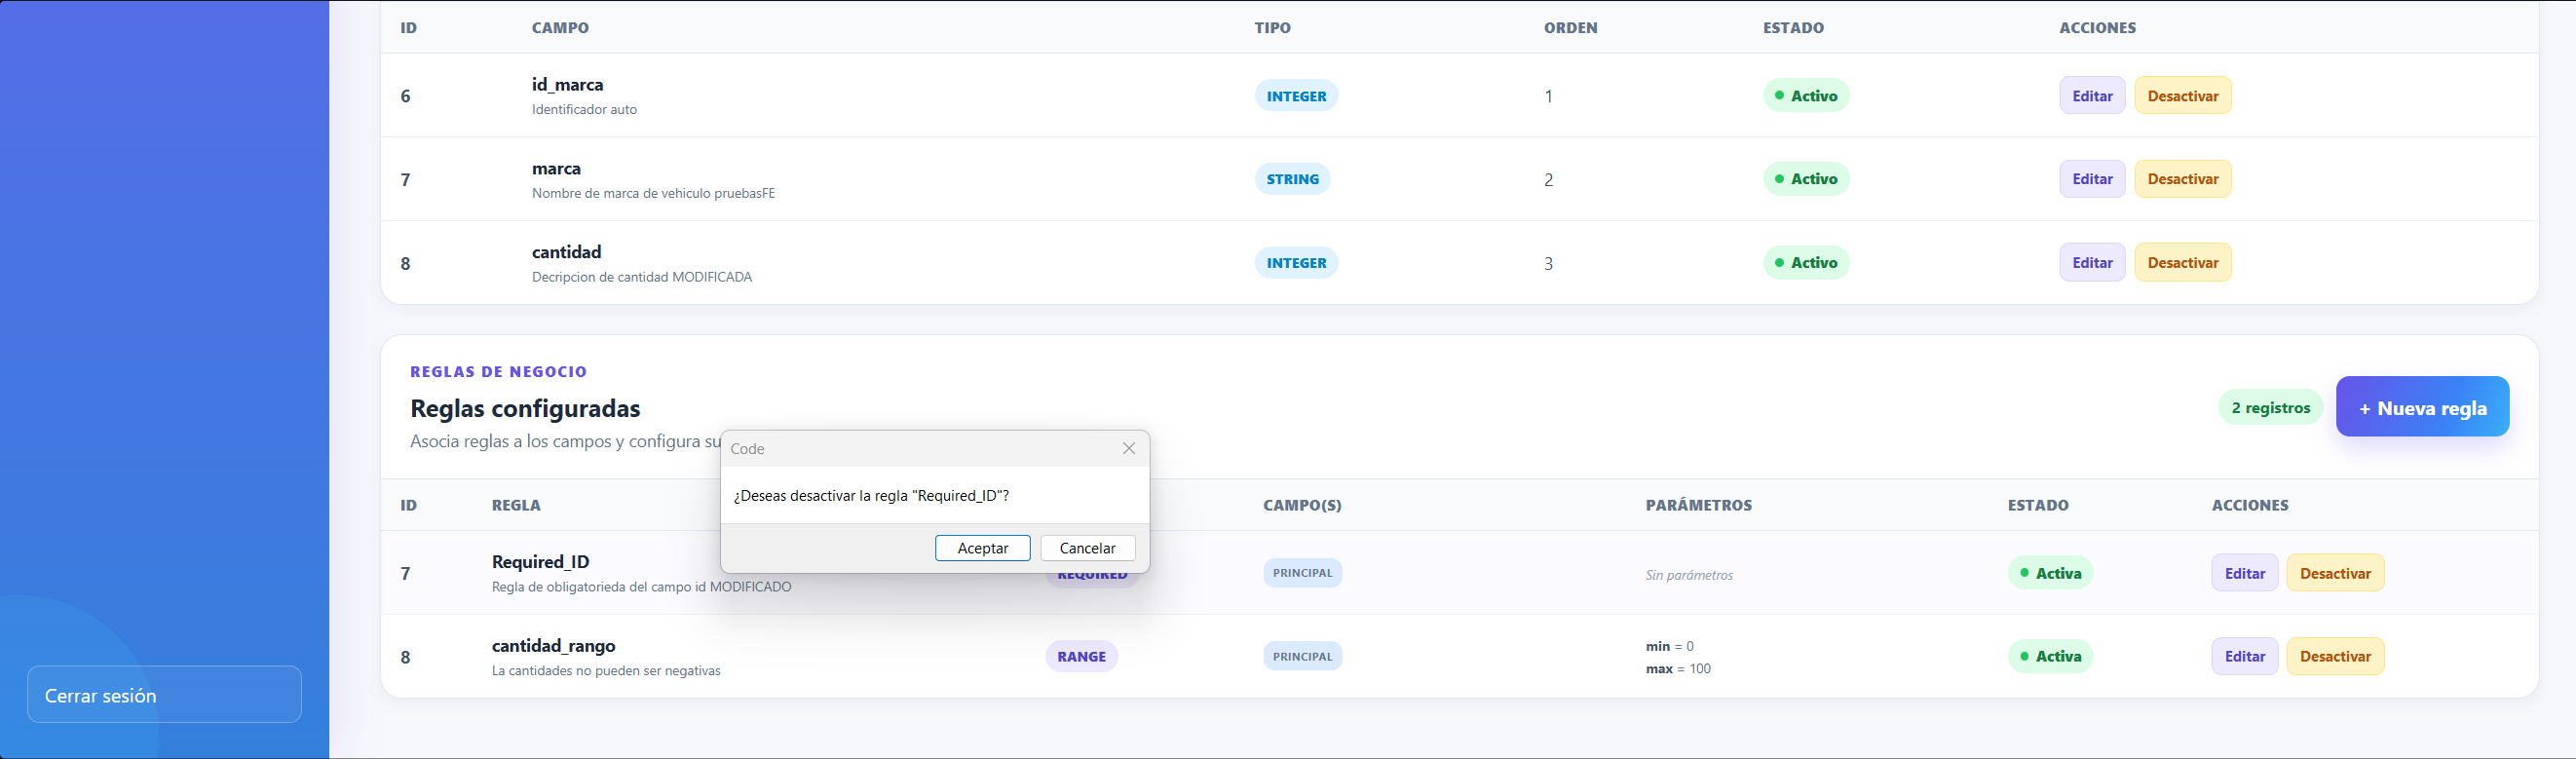 ID CAMPO TIPO ORDEN ESTADO ACCIONES
6 id_marca INTEGER 1 Activo Editar Desactivar
Identificador auto
7 marca STRING 2 Activo Editar Desactivar
Nombre de marca de vehiculo pruebasFE
8 cantidad INTEGER 3 Activo Editar Desactivar
Decripcion de cantidad MODIFICADA
REGLAS DE NEGOCIO
Reglas configuradas
2 registros + Nueva regla
Asocia reglas a los campos y configura su
Code
¿Deseas desactivar la regla "Required_ID"?
Aceptar Cancelar
ID REGLA CAMPO(S) PARÁMETROS ESTADO ACCIONES
7 Required_ID REQUIRED PRINCIPAL Sin parámetros Activa Editar Desactivar
Regla de obligatorieda del campo id MODIFICADO
8 cantidad_rango RANGE PRINCIPAL min = 0 Activa Editar Desactivar
La cantidades no pueden ser negativas max = 100
Cerrar sesión